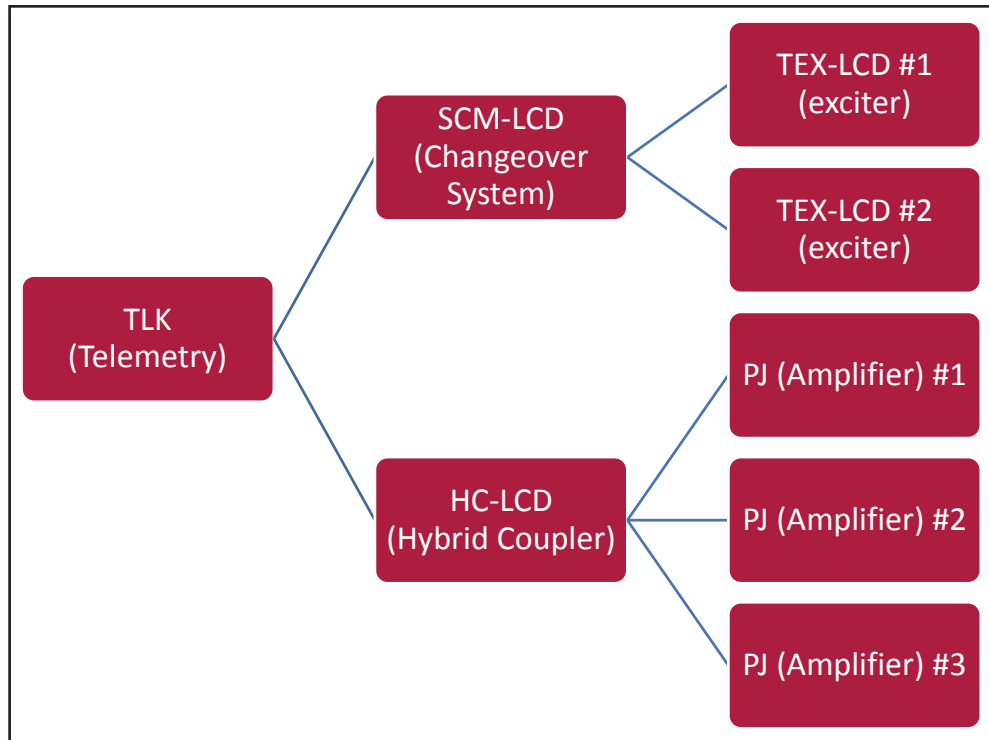 TLK
(Telemetry)
SCM-LCD
(Changeover
System)
TEX-LCD #1
(exciter)
TEX-LCD #2
(exciter)
HC-LCD
(Hybrid Coupler)
PJ (Amplifier) #1
PJ (Amplifier) #2
PJ (Amplifier) #3